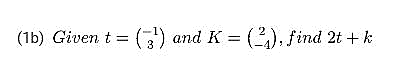 (1b) Given t = (−1 3) and K = (2 −4), find 2t + k